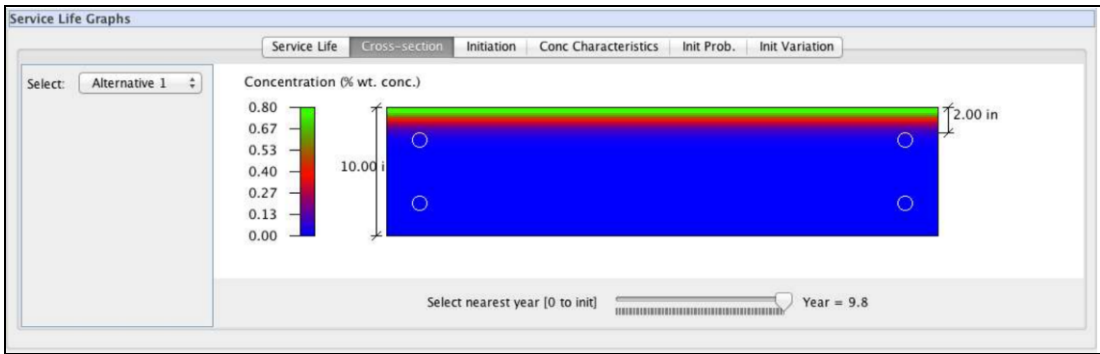 Service Life Graphs
Service Life Cross-section Initiation Conc Characteristics Init Prob. Init Variation
Select: Alternative 1
Concentration (% wt. conc.)
0.80
0.67
0.53
0.40
0.27
0.13
0.00
10.00 i
2.00 in
Select nearest year [0 to init] Year = 9.8